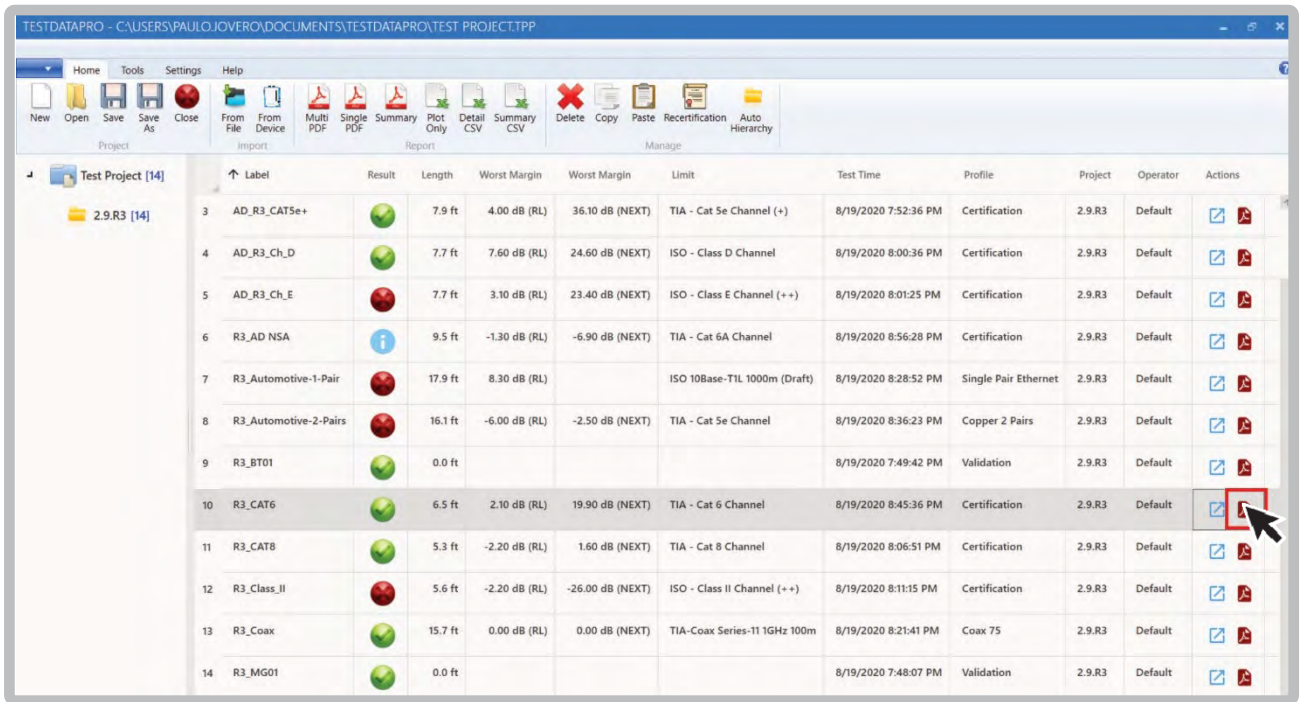 TESTDATAPRO - C:\USERS\PAULO.JOVERO\DOCUMENTS\TESTDATAPRO\TEST PROJECT.TPP
Home Tools Settings Help
New Open Save Save As Close From File From Device Multi PDF Single PDF Summary Plot Only Detail CSV Summary CSV Delete Copy Paste Recertification Auto Hierarchy
Project Import Report Manage
Test Project [14]
2.9.R3 [14]
Label Result Length Worst Margin Worst Margin Limit Test Time Profile Project Operator Actions
3 AD_R3_CAT5e+ 7.9 ft 4.00 dB (RL) 36.10 dB (NEXT) TIA - Cat 5e Channel (+) 8/19/2020 7:52:36 PM Certification 2.9.R3 Default
4 AD_R3_Ch_D 7.7 ft 7.60 dB (RL) 24.60 dB (NEXT) ISO - Class D Channel 8/19/2020 8:00:36 PM Certification 2.9.R3 Default
5 AD_R3_Ch_E 7.7 ft 3.10 dB (RL) 23.40 dB (NEXT) ISO - Class E Channel (++) 8/19/2020 8:01:25 PM Certification 2.9.R3 Default
6 R3_AD NSA 9.5 ft -1.30 dB (RL) -6.90 dB (NEXT) TIA - Cat 6A Channel 8/19/2020 8:56:28 PM Certification 2.9.R3 Default
7 R3_Automotive-1-Pair 17.9 ft 8.30 dB (RL) ISO 10Base-T1L 1000m (Draft) 8/19/2020 8:28:52 PM Single Pair Ethernet 2.9.R3 Default
8 R3_Automotive-2-Pairs 16.1 ft -6.00 dB (RL) -2.50 dB (NEXT) TIA - Cat 5e Channel 8/19/2020 8:36:23 PM Copper 2 Pairs 2.9.R3 Default
9 R3_BT01 0.0 ft 8/19/2020 7:49:42 PM Validation 2.9.R3 Default
10 R3_CAT6 6.5 ft 2.10 dB (RL) 19.90 dB (NEXT) TIA - Cat 6 Channel 8/19/2020 8:45:36 PM Certification 2.9.R3 Default
11 R3_CAT8 5.3 ft -2.20 dB (RL) 1.60 dB (NEXT) TIA - Cat 8 Channel 8/19/2020 8:06:51 PM Certification 2.9.R3 Default
12 R3_Class_II 5.6 ft -2.20 dB (RL) -26.00 dB (NEXT) ISO - Class II Channel (++) 8/19/2020 8:11:15 PM Certification 2.9.R3 Default
13 R3_Coax 15.7 ft 0.00 dB (RL) 0.00 dB (NEXT) TIA-Coax Series-11 1GHz 100m 8/19/2020 8:21:41 PM Coax 75 2.9.R3 Default
14 R3_MG01 0.0 ft 8/19/2020 7:48:07 PM Validation 2.9.R3 Default